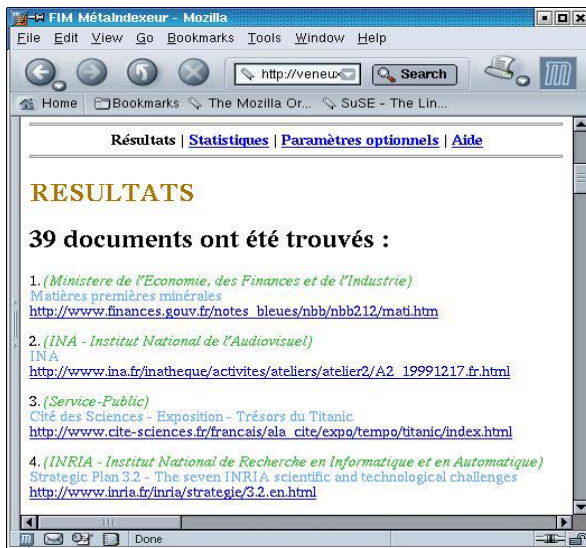 FIM MétaIndexeur - Mozilla
File Edit View Go Bookmarks Tools Window Help
http://veneux Search
Home Bookmarks The Mozilla Or... SuSE - The Lin...
Résultats | Statistiques | Paramètres optionnels | Aide
RESULTATS
39 documents ont été trouvés :
1. (Ministere de l'Economie, des Finances et de l'Industrie)
Matières premières minérales
http://www.finances.gouv.fr/notes_bleues/nbb/nbb212/mati.htm
2. (INA - Institut National de l'Audiovisuel)
INA
http://www.ina.fr/inatheque/activites/ateliers/atelier2/A2_19991217.fr.html
3. (Service-Public)
Cité des Sciences - Exposition - Trésors du Titanic
http://www.cite-sciences.fr/francais/ala_cite/expo/tempo/titanic/index.html
4. (INRIA - Institut National de Recherche en Informatique et en Automatique)
Strategic Plan 3.2 - The seven INRIA scientific and technological challenges
http://www.inria.fr/inria/strategie/3.2.en.html
Done